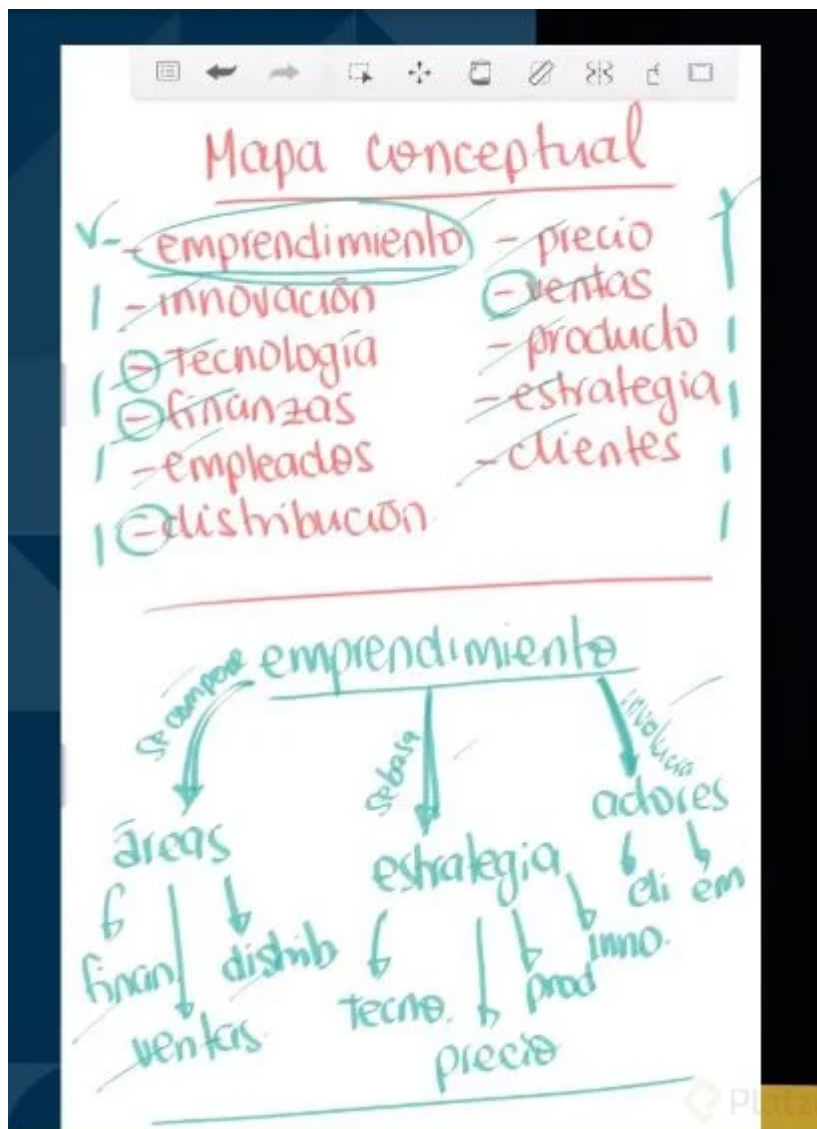 Mapa conceptual
- emprendimiento
- innovación
- Tecnología
- finanzas
- empleados
- distribución
- precio
- ventas
- producto
- estrategia
- clientes
emprendimiento
se compone
se basa
involucra
áreas
estrategia
actores
finan.
ventas
distrib
Tecno.
precio
prod
inno.
cli em
Platzi